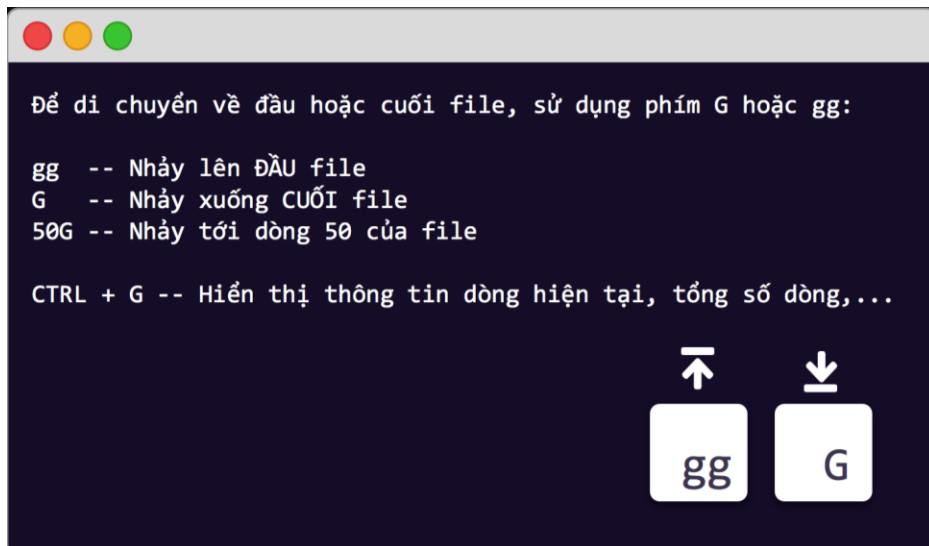 Để di chuyển về đầu hoặc cuối file, sử dụng phím G hoặc gg:
gg -- Nhảy lên ĐẦU file
G -- Nhảy xuống CUỐI file
50G -- Nhảy tới dòng 50 của file
CTRL + G -- Hiển thị thông tin dòng hiện tại, tổng số dòng,...
gg G